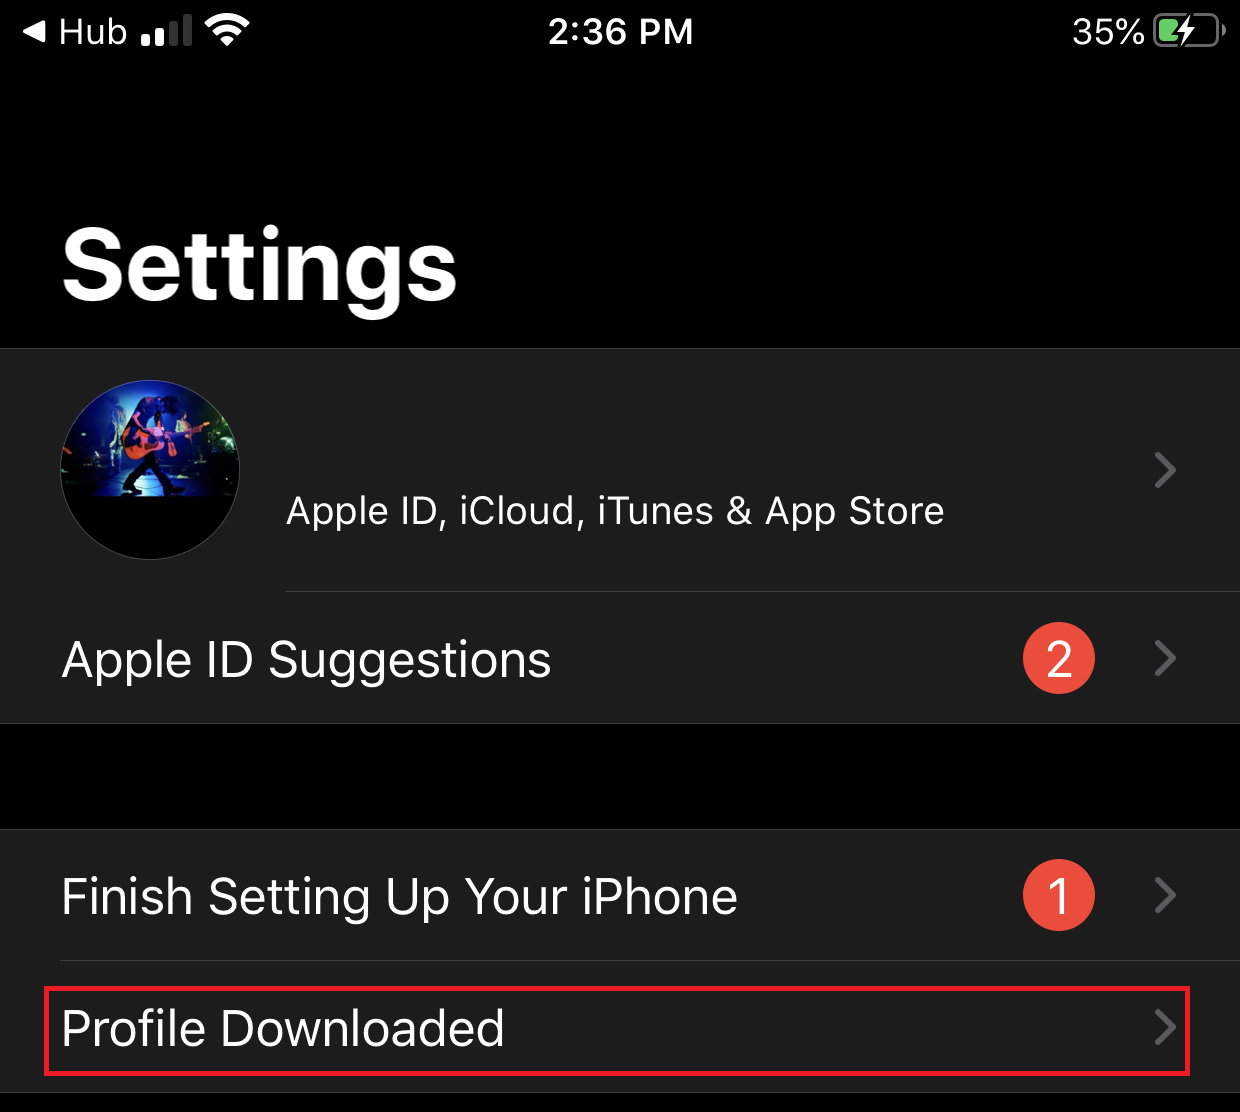 Hub 2:36 PM 35%
Settings
Apple ID, iCloud, iTunes & App Store
Apple ID Suggestions 2
Finish Setting Up Your iPhone 1
Profile Downloaded